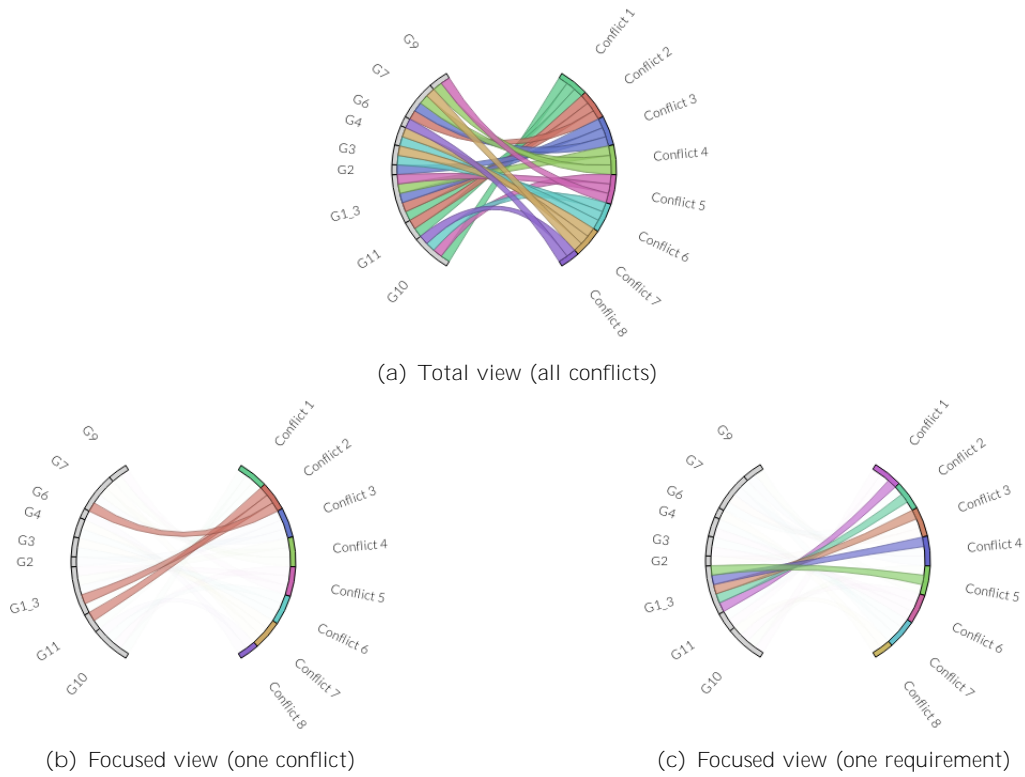 G9
G7
G6
G4
G3
G2
G1_3
G11
G10
Conflict 1
Conflict 2
Conflict 3
Conflict 4
Conflict 5
Conflict 6
Conflict 7
Conflict 8
(a) Total view (all conflicts)
G9
G7
G6
G4
G3
G2
G1_3
G11
G10
Conflict 1
Conflict 2
Conflict 3
Conflict 4
Conflict 5
Conflict 6
Conflict 7
Conflict 8
(b) Focused view (one conflict)
G9
G7
G6
G4
G3
G2
G1_3
G11
G10
Conflict 1
Conflict 2
Conflict 3
Conflict 4
Conflict 5
Conflict 6
Conflict 7
Conflict 8
(c) Focused view (one requirement)